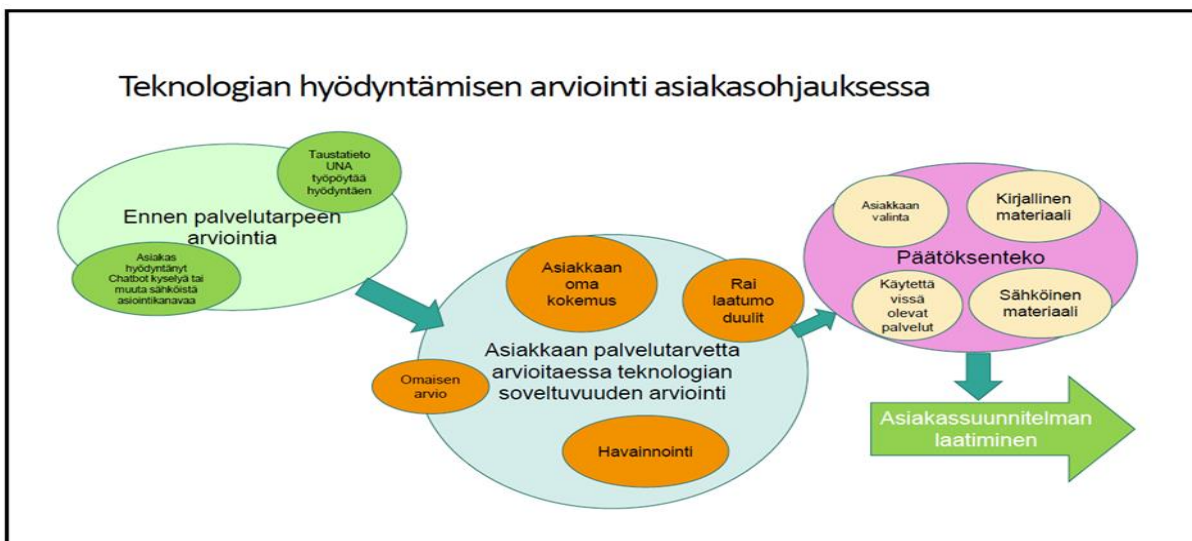 Teknologian hyödyntämisen arviointi asiakasohjauksessa
Taustatieto
UNA
työpöytää
hyödyntäen
Ennen palvelutarpeen
arviointia
Asiakas
hyödyntänyt
Chatbot kyselyä tai
muuta sähköistä
asiointikanavaa
Asiakkaan
oma
kokemus
Rai
laatumo
duulit
Asiakkaan palvelutarvetta
arvioitaessa teknologian
soveltuvuuden arviointi
Omaisen
arvio
Havainnointi
Asiakkaan
valinta
Kirjallinen
materiaali
Päätöksenteko
Käytettä
vissä
olevat
palvelut
Sähköinen
materiaali
Asiakassuunnitelman
laatiminen